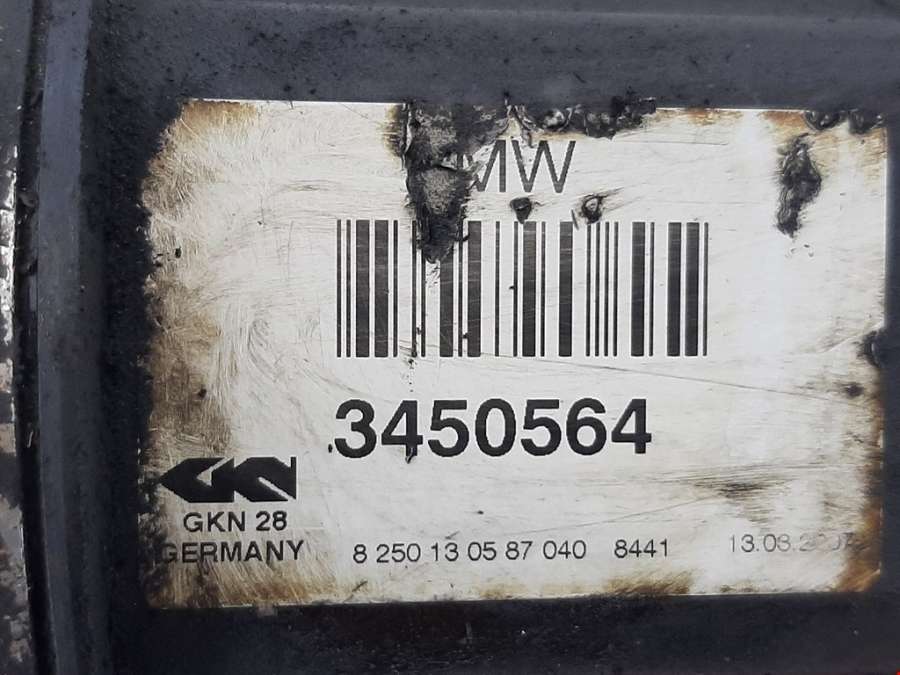 MW
3450564
GKN
GKN 28
GERMANY
8 250 13 05 87 040 8441